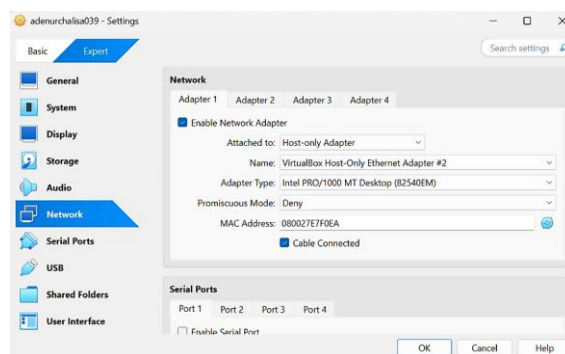 adenurchalisa039 - Settings
Basic Expert Search settings
General
System
Display
Storage
Audio
Network
Serial Ports
USB
Shared Folders
User Interface
Network
Adapter 1 Adapter 2 Adapter 3 Adapter 4
Enable Network Adapter
Attached to: Host-only Adapter
Name: VirtualBox Host-Only Ethernet Adapter #2
Adapter Type: Intel PRO/1000 MT Desktop (82540EM)
Promiscuous Mode: Deny
MAC Address: 080027E7F0EA
Cable Connected
Serial Ports
Port 1 Port 2 Port 3 Port 4
Enable Serial Port
OK Cancel Help